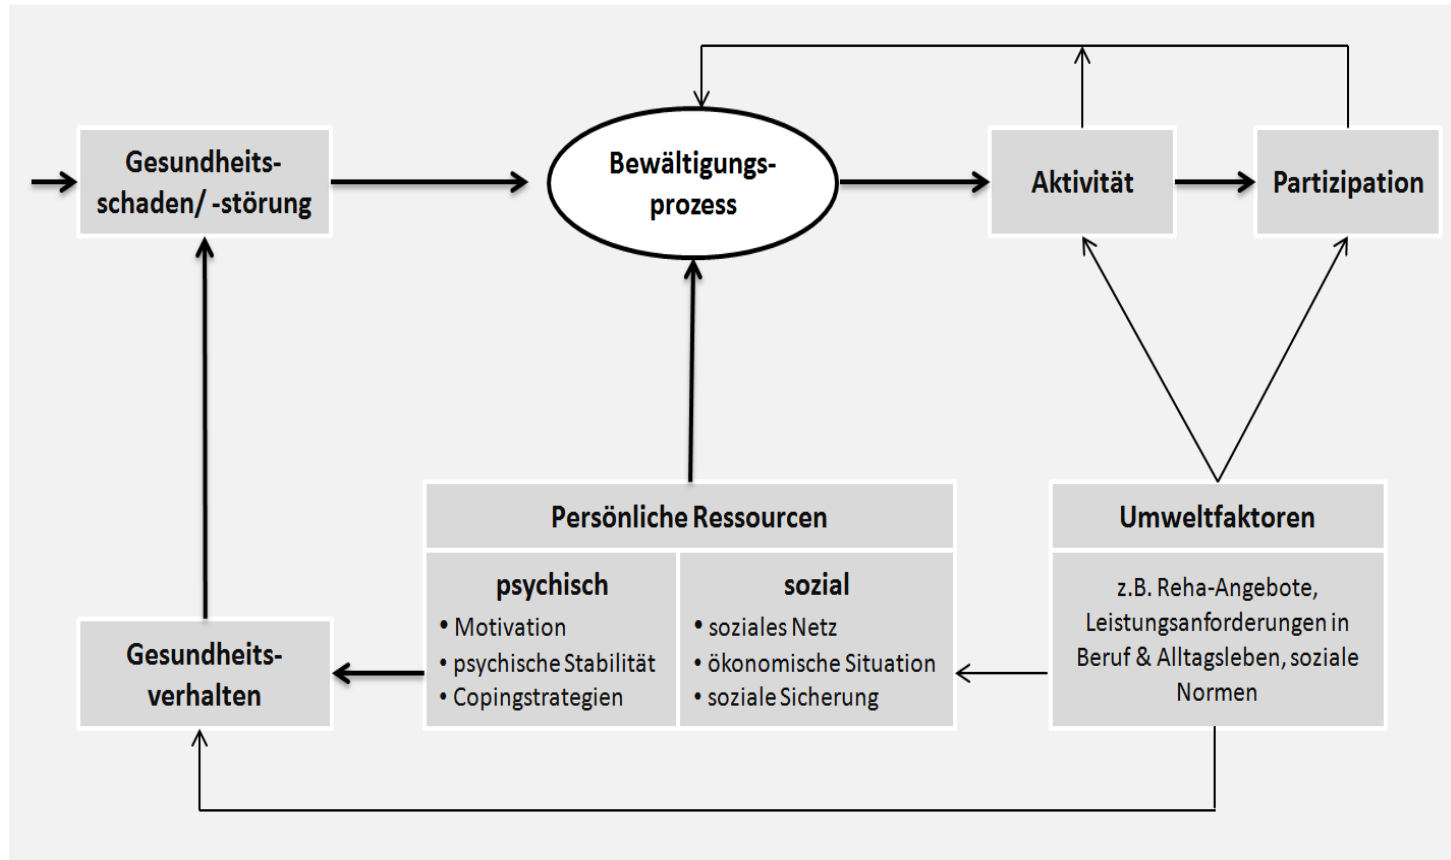 Gesundheits-
schaden/ -störung
Bewältigungs-
prozess
Aktivität
Partizipation
Persönliche Ressourcen
psychisch
• Motivation
• psychische Stabilität
• Copingstrategien
sozial
• soziales Netz
• ökonomische Situation
• soziale Sicherung
Umweltfaktoren
z.B. Reha-Angebote,
Leistungsanforderungen in
Beruf & Alltagsleben, soziale
Normen
Gesundheits-
verhalten